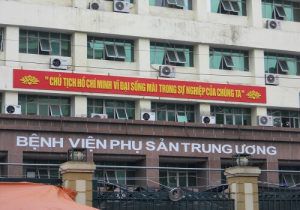 "CHỦ TỊCH HỒ CHÍ MINH VĨ ĐẠI SỐNG MÃI TRONG SỰ NGHIỆP CỦA CHÚNG TA"
BỆNH VIỆN PHỤ SẢN TRUNG ƯƠNG